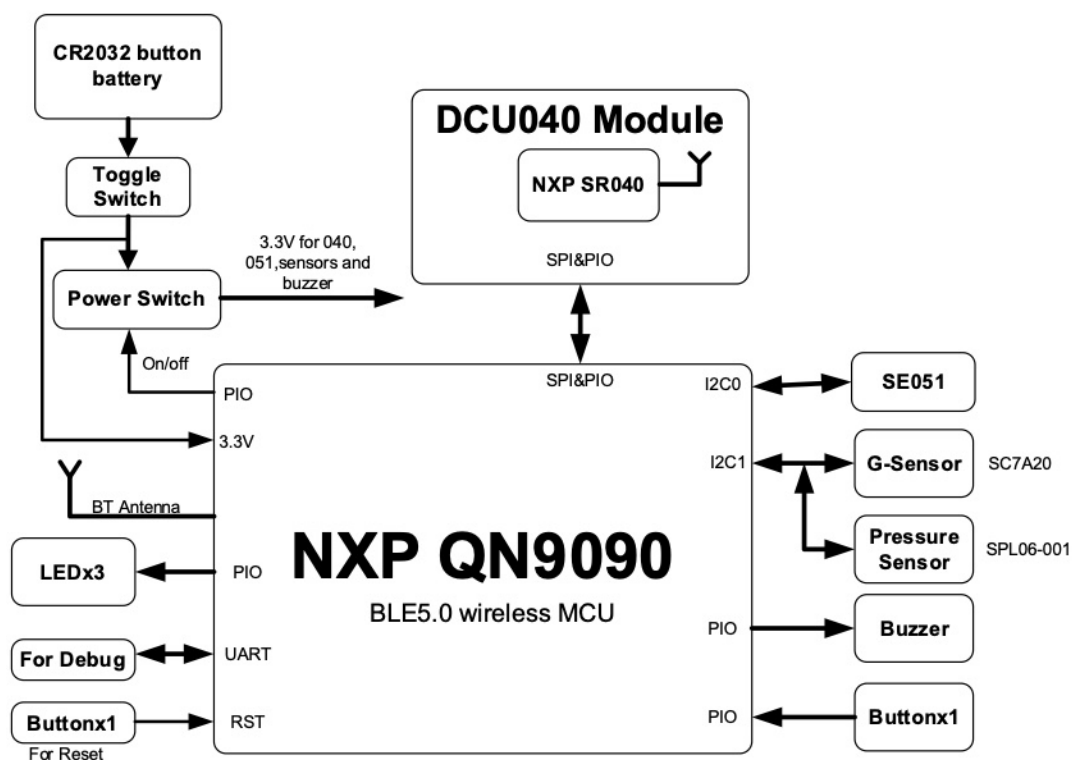 CR2032 button
battery
Toggle
Switch
3.3V for 040,
051,sensors and
buzzer
Power Switch
On/off
DCU040 Module
NXP SR040
SPI&PIO
SPI&PIO
PIO
3.3V
BT Antenna
LEDx3
PIO
For Debug
UART
Buttonx1
RST
For Reset
NXP QN9090
BLE5.0 wireless MCU
I2C0
SE051
I2C1
G-Sensor
SC7A20
Pressure
Sensor
SPL06-001
PIO
Buzzer
PIO
Buttonx1